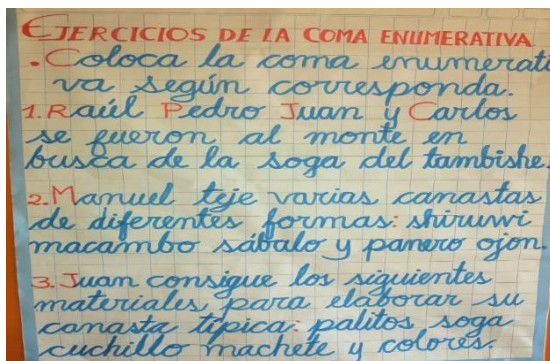 EJERCICIOS DE LA COMA ENUMERATIVA
. Coloca la coma enumerati
va según corresponda.
1. Raúl Pedro Juan y Carlos
se fueron al monte en
busca de la soga del tambishe.
2. Manuel teje varias canastas
de diferentes formas: shiruwi
macambo sábalo y panero ojon.
3. Juan consigue los siguientes
materiales para elaborar su
canasta típica: palitos soga
cuchillo machete y colores.